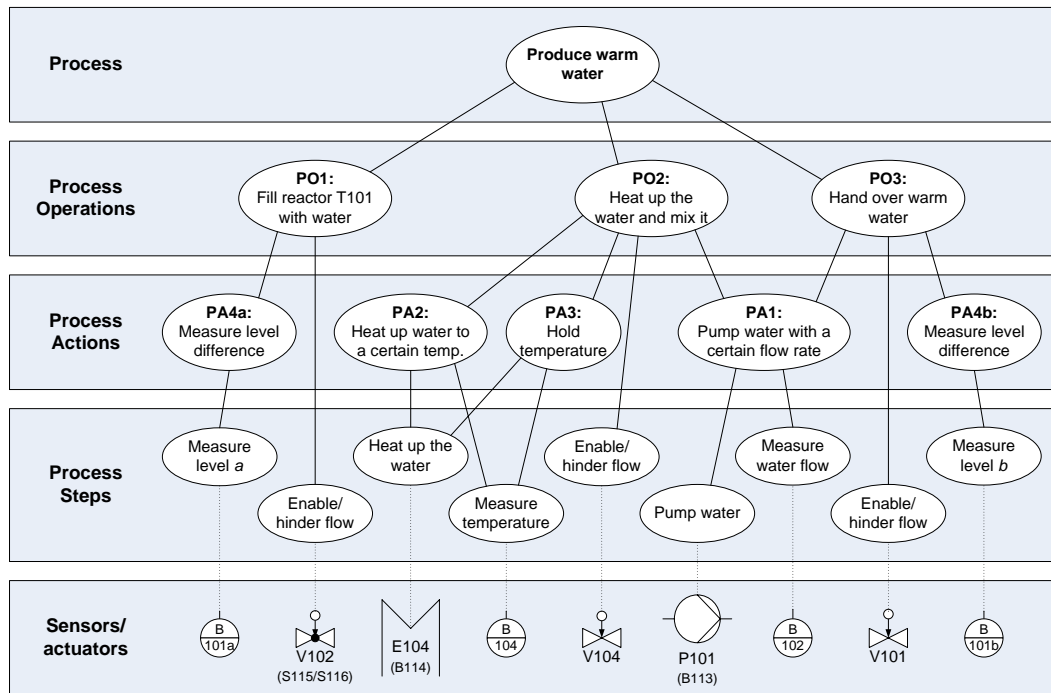 Process
Produce warm
water
Process
Operations
PO1:
Fill reactor T101
with water
PO2:
Heat up the
water and mix it
PO3:
Hand over warm
water
Process
Actions
PA4a:
Measure level
difference
PA2:
Heat up water to
a certain temp.
PA3:
Hold
temperature
PA1:
Pump water with a
certain flow rate
PA4b:
Measure level
difference
Process
Steps
Measure
level a
Enable/
hinder flow
Heat up the
water
Measure
temperature
Enable/
hinder flow
Pump water
Measure
water flow
Enable/
hinder flow
Measure
level b
Sensors/
actuators
B
101a
V102
(S115/S116)
E104
(B114)
B
104
V104
P101
(B113)
B
102
V101
B
101b